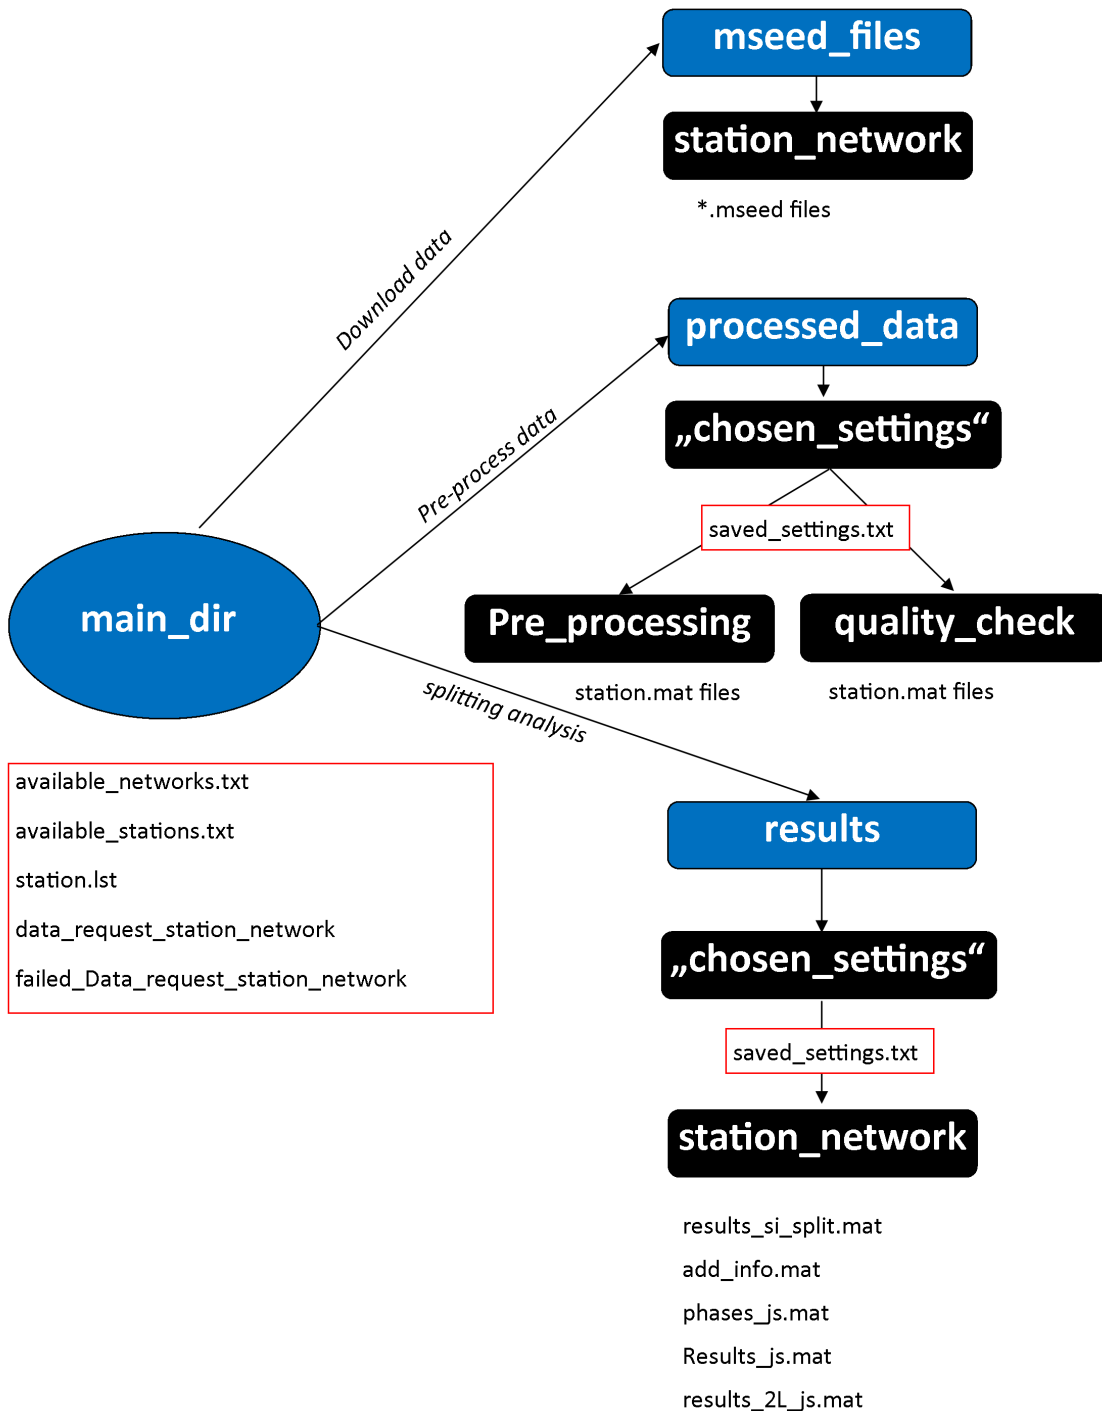 mseed_files
station_network
*.mseed files
Download data
processed_data
„chosen_settings“
Pre-process data
saved_settings.txt
Pre_processing
quality_check
station.mat files
station.mat files
main_dir
splitting analysis
available_networks.txt
available_stations.txt
station.lst
data_request_station_network
failed_Data_request_station_network
results
„chosen_settings“
saved_settings.txt
station_network
results_si_split.mat
add_info.mat
phases_js.mat
Results_js.mat
results_2L_js.mat